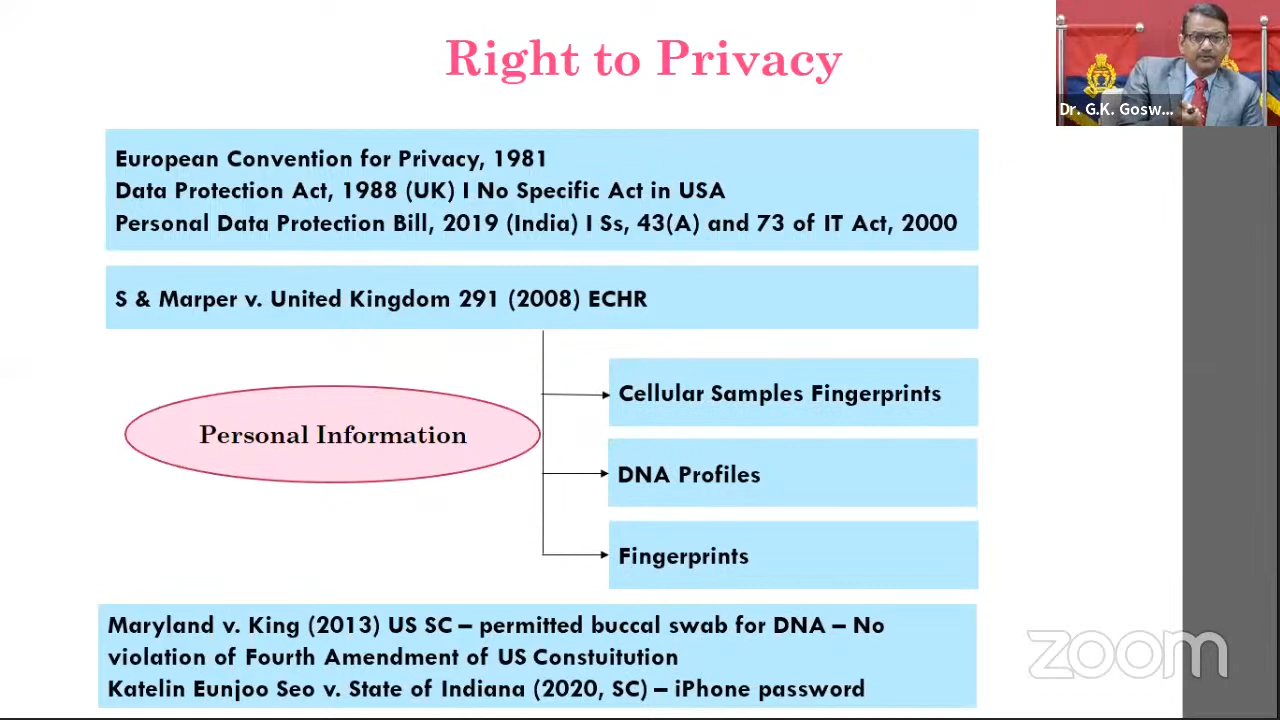 Right to Privacy
Dr. G.K. Gosw...
European Convention for Privacy, 1981
Data Protection Act, 1988 (UK) I No Specific Act in USA
Personal Data Protection Bill, 2019 (India) I Ss, 43(A) and 73 of IT Act, 2000
S & Marper v. United Kingdom 291 (2008) ECHR
Personal Information
Cellular Samples Fingerprints
DNA Profiles
Fingerprints
Maryland v. King (2013) US SC – permitted buccal swab for DNA – No
violation of Fourth Amendment of US Constuitution
Katelin Eunjoo Seo v. State of Indiana (2020, SC) – iPhone password
zoom